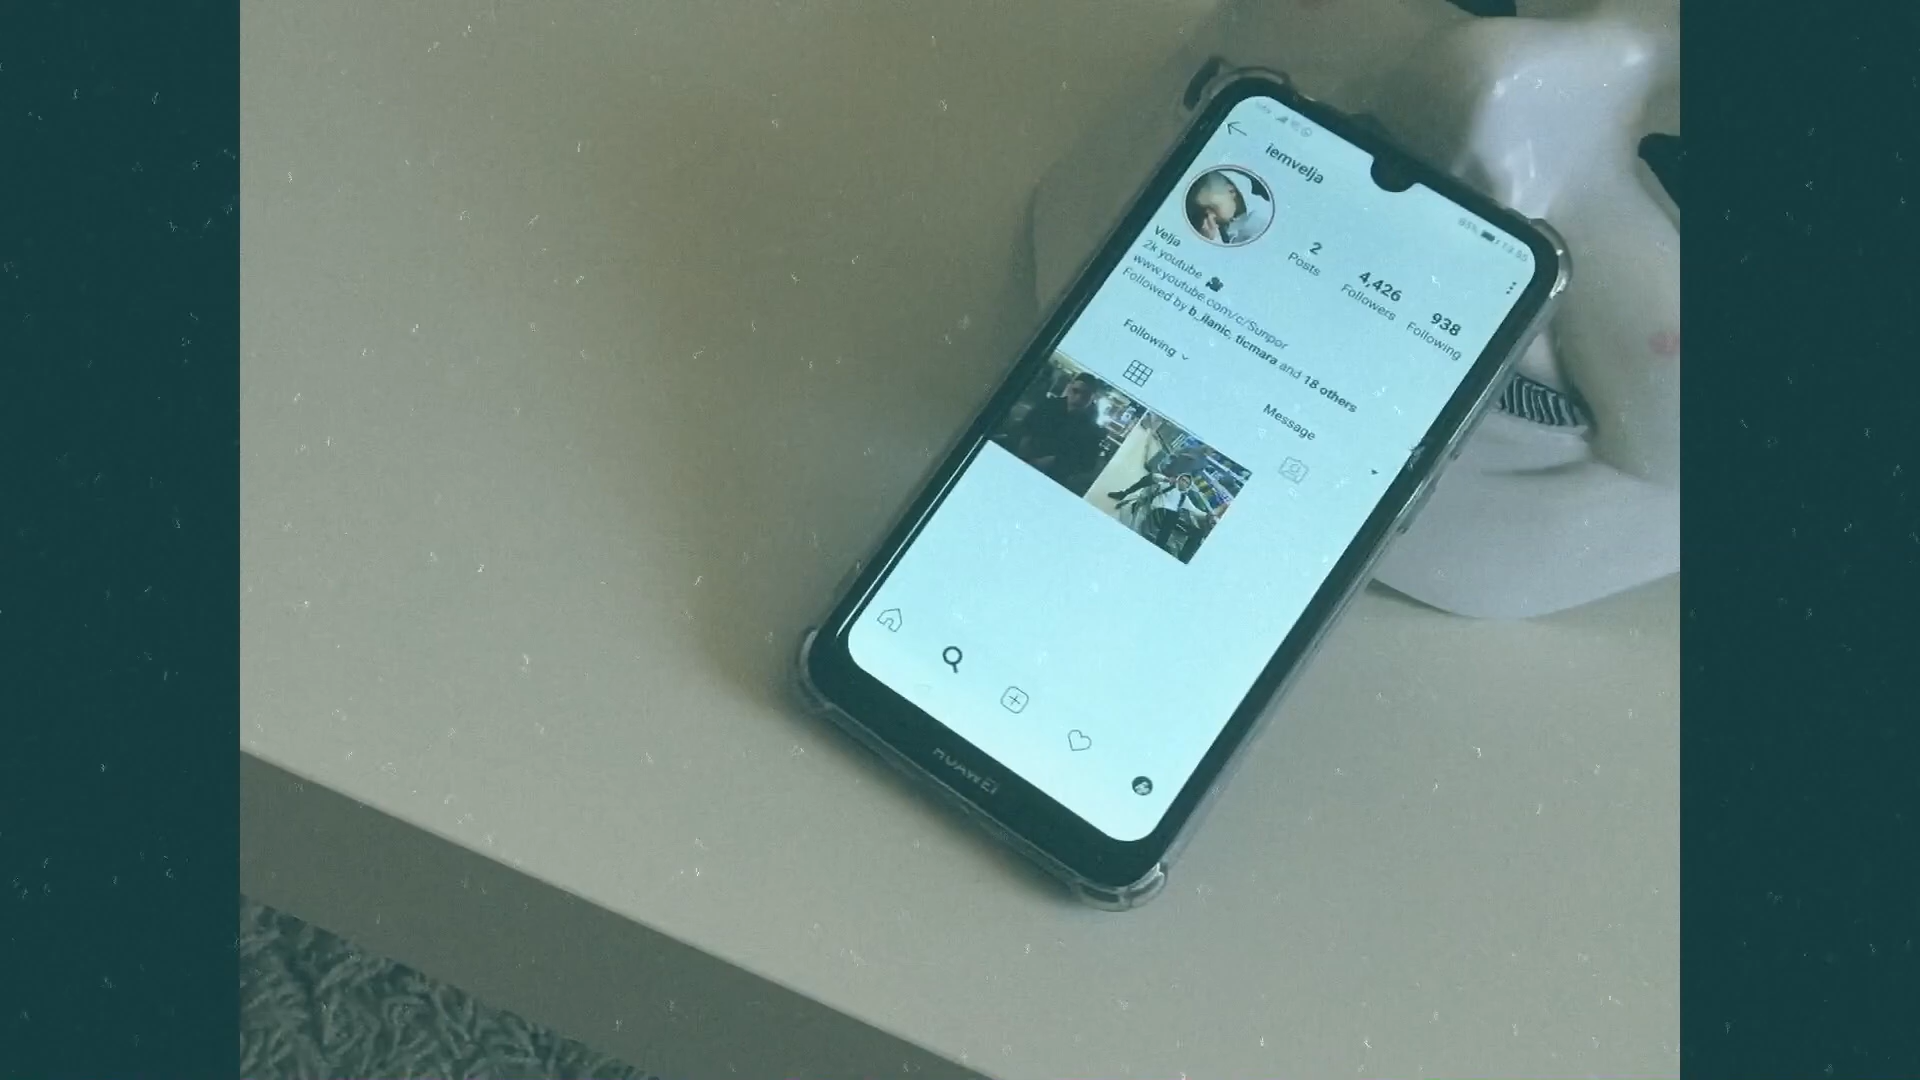 iemvelja
2 Posts
4,426 Followers
938 Following
Velja
2k youtube
www.youtube.com/c/Sunpor
Followed by b_ilanic, ticmara and 18 others
Following
Message
HUAWEI